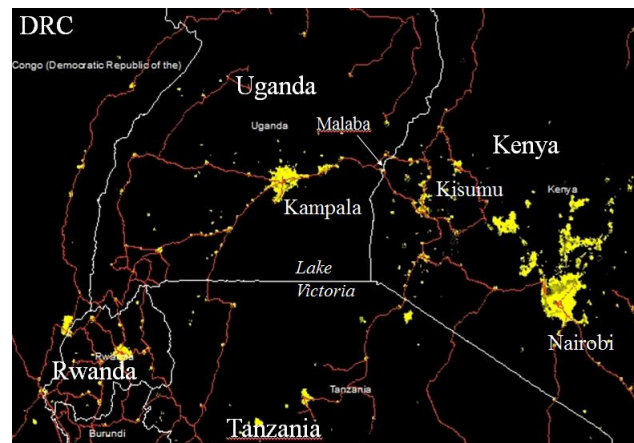 DRC
Congo (Democratic Republic of the)
Uganda
Uganda
Malaba
Kenya
Kenya
Kisumu
Kampala
Lake
Victoria
Nairobi
Rwanda
Rwanda
Tanzania
Tanzania
Burundi